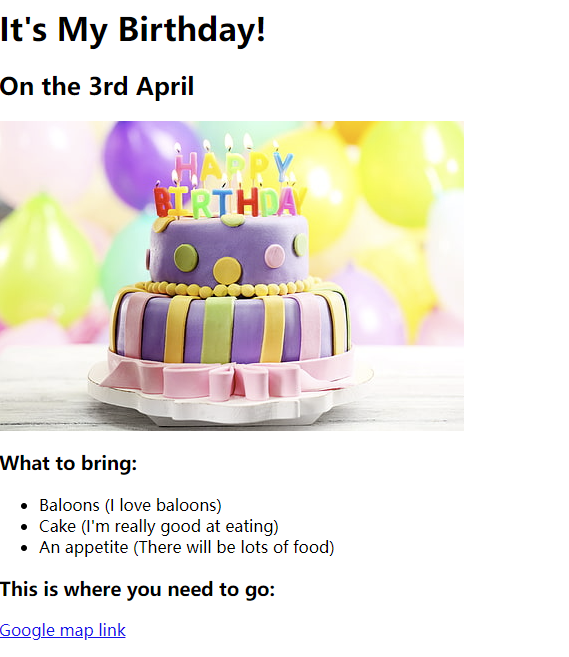 It's My Birthday!
On the 3rd April
HAPPY
BIRTHDAY
What to bring:
Baloons (I love baloons)
Cake (I'm really good at eating)
An appetite (There will be lots of food)
This is where you need to go:
Google map link